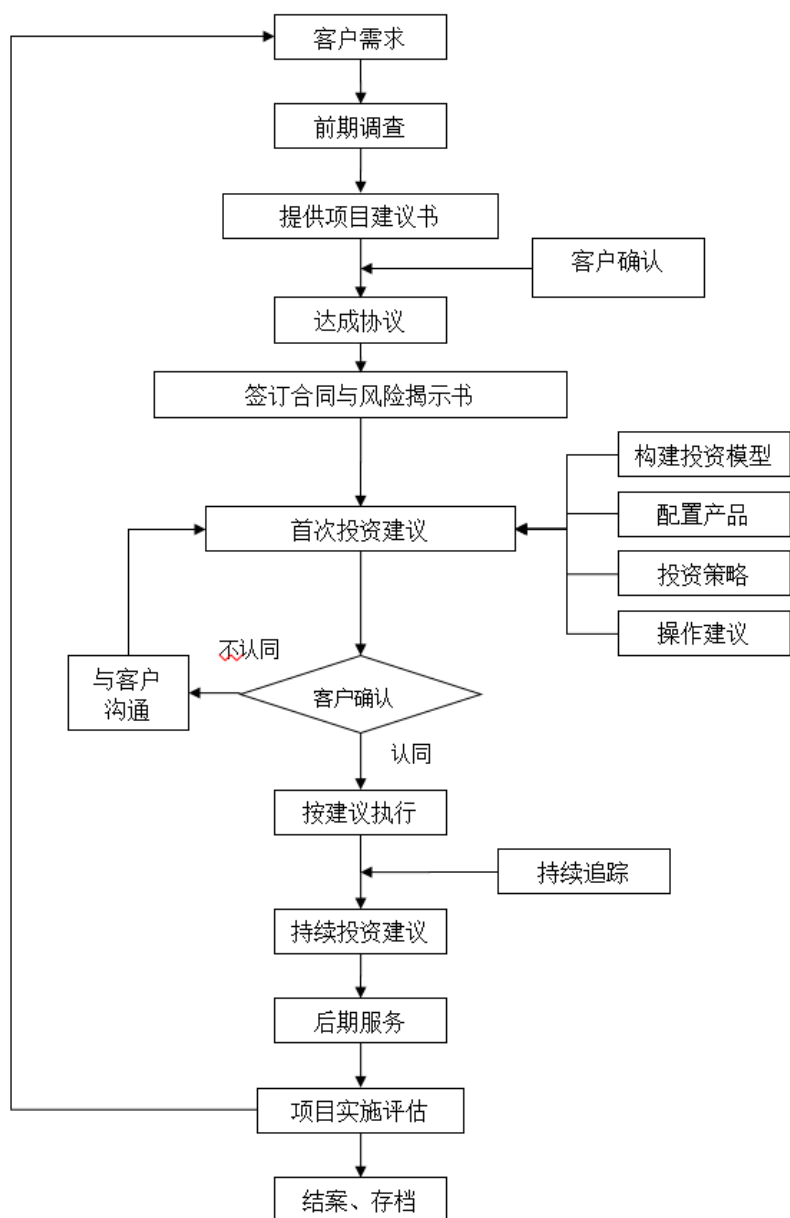 客户需求
前期调查
提供项目建议书
客户确认
达成协议
签订合同与风险揭示书
构建投资模型
首次投资建议
配置产品
投资策略
操作建议
不认同
与客户
沟通
客户确认
认同
按建议执行
持续追踪
持续投资建议
后期服务
项目实施评估
结案、存档